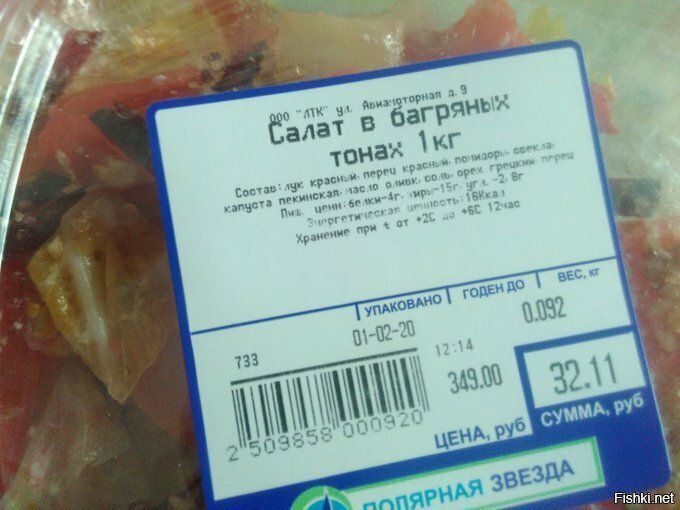 ООО "ЛТК" ул. Авиамоторная д. 9
Салат в багряных
тонах 1кг
Состав:лук красный,перец красный,помидоры,свекла,
капуста пекинская,масло оливк,соль,орех грецкий,перец
Пищ. ценн:белки-4г,жиры-15г,угл.-2,8г
Энергетическая ценность:16Ккал
Хранение при t от +2С до +6С 12час
УПАКОВАНО ГОДЕН ДО ВЕС, кг
01-02-20 0.092
733 12:14
349.00 32.11
2 509858 000920
ЦЕНА, руб СУММА, руб
ПОЛЯРНАЯ ЗВЕЗДА
Fishki.net